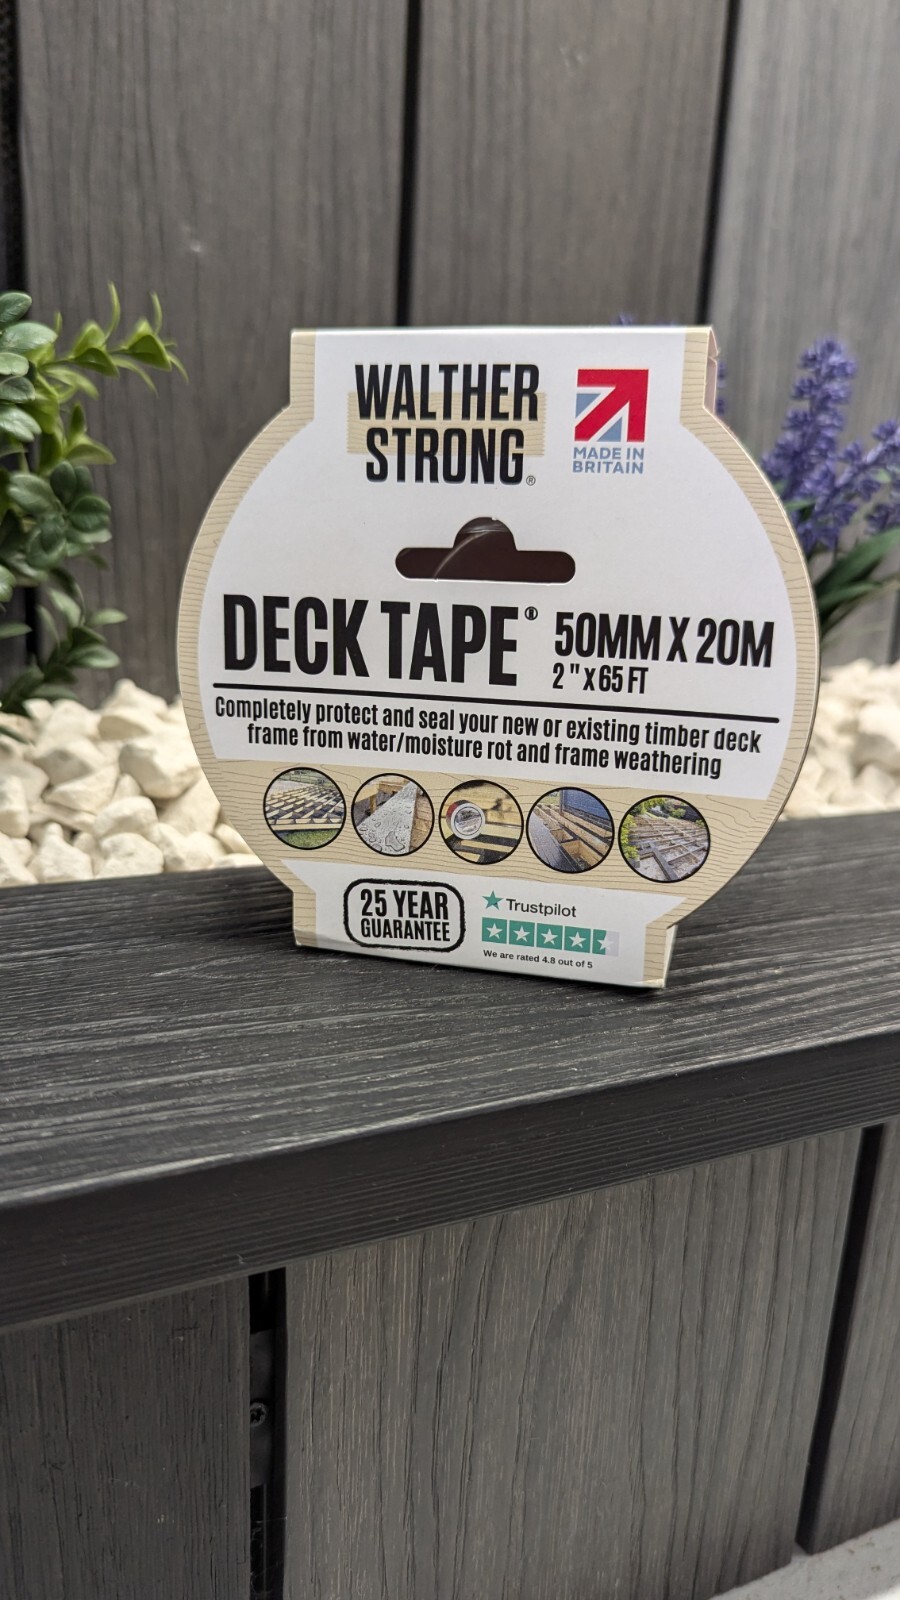 WALTHER
STRONG®
MADE IN
BRITAIN
DECK TAPE®
50MM X 20M
2" x 65 FT
Completely protect and seal your new or existing timber deck
frame from water/moisture rot and frame weathering
25 YEAR
GUARANTEE
Trustpilot
We are rated 4.8 out of 5